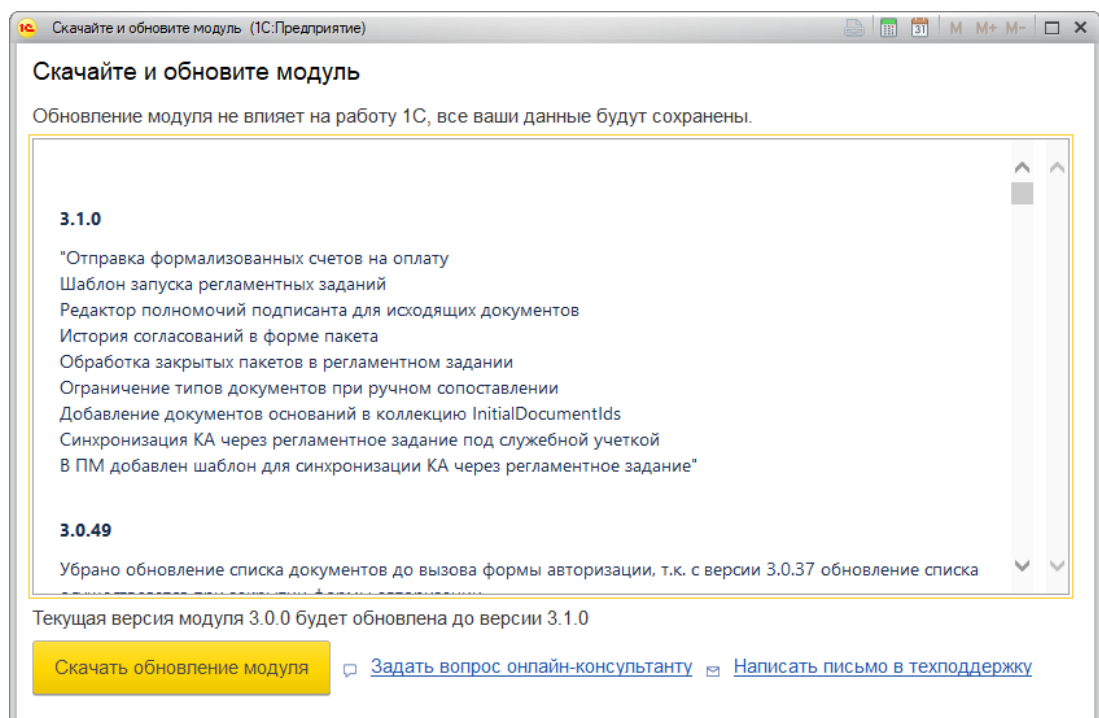 1С Скачайте и обновите модуль (1С:Предприятие) 31 M M+ M-
Скачайте и обновите модуль
Обновление модуля не влияет на работу 1С, все ваши данные будут сохранены.
3.1.0
"Отправка формализованных счетов на оплату
Шаблон запуска регламентных заданий
Редактор полномочий подписанта для исходящих документов
История согласований в форме пакета
Обработка закрытых пакетов в регламентном задании
Ограничение типов документов при ручном сопоставлении
Добавление документов оснований в коллекцию InitialDocumentIds
Синхронизация КА через регламентное задание под служебной учеткой
В ПМ добавлен шаблон для синхронизации КА через регламентное задание"
3.0.49
Убрано обновление списка документов до вызова формы авторизации, т.к. с версии 3.0.37 обновление списка
Текущая версия модуля 3.0.0 будет обновлена до версии 3.1.0
Скачать обновление модуля Задать вопрос онлайн-консультанту Написать письмо в техподдержку